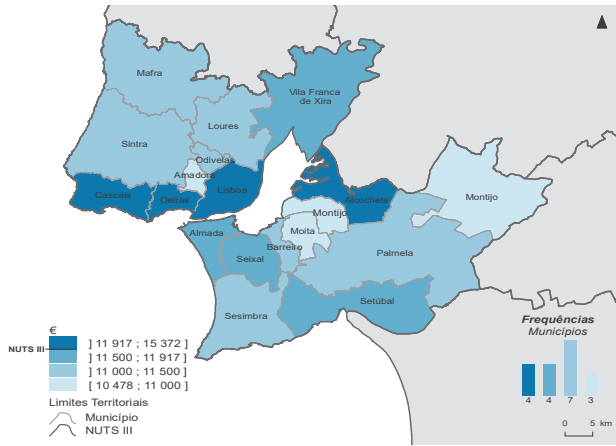 Mafra
Vila Franca
de Xira
Loures
Sintra
Odivelas
Amadora
Lisboa
Cascais
Oeiras
Alcochete
Montijo
Montijo
Moita
Almada
Barreiro
Seixal
Palmela
Sesimbra
Setúbal
€
NUTS III
] 11 917 ; 15 372 ]
] 11 500 ; 11 917 ]
] 11 000 ; 11 500 ]
[ 10 478 ; 11 000 ]
Limites Territoriais
Município
NUTS III
Frequências
Municípios
4 4 7 3
0 5 km